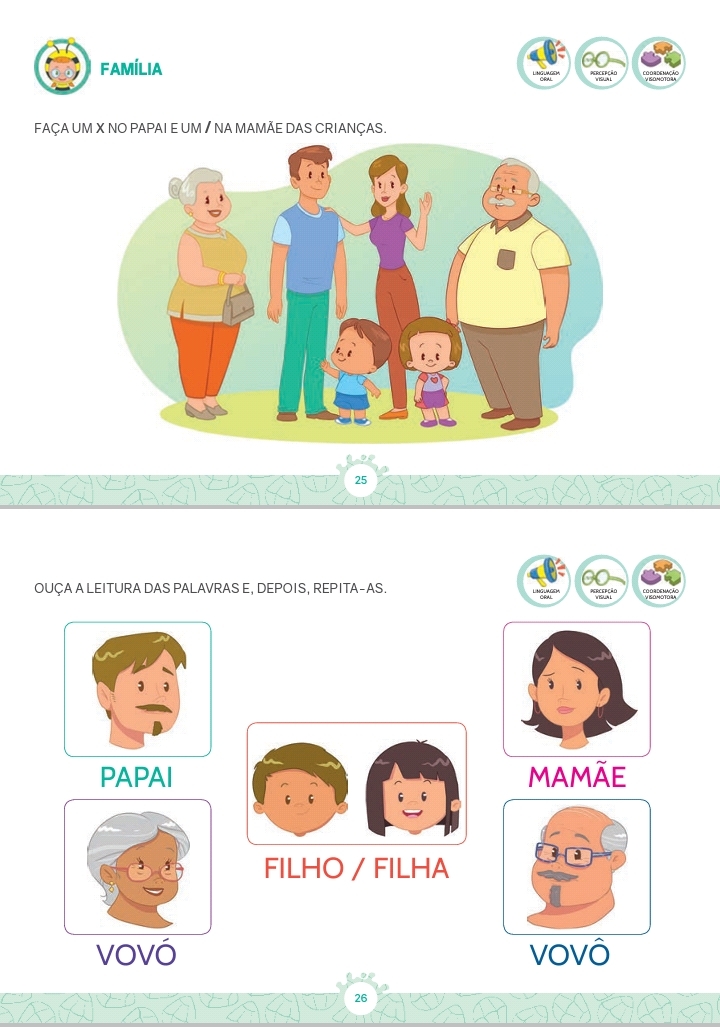 FAMÍLIA
LINGUAGEM
ORAL
PERCEPÇÃO
VISUAL
COORDENAÇÃO
VISOMOTORA
FAÇA UM X NO PAPAI E UM / NA MAMÃE DAS CRIANÇAS.
25
OUÇA A LEITURA DAS PALAVRAS E, DEPOIS, REPITA-AS.
LINGUAGEM
ORAL
PERCEPÇÃO
VISUAL
COORDENAÇÃO
VISOMOTORA
PAPAI
MAMÃE
FILHO / FILHA
VOVÓ
VOVÔ
26